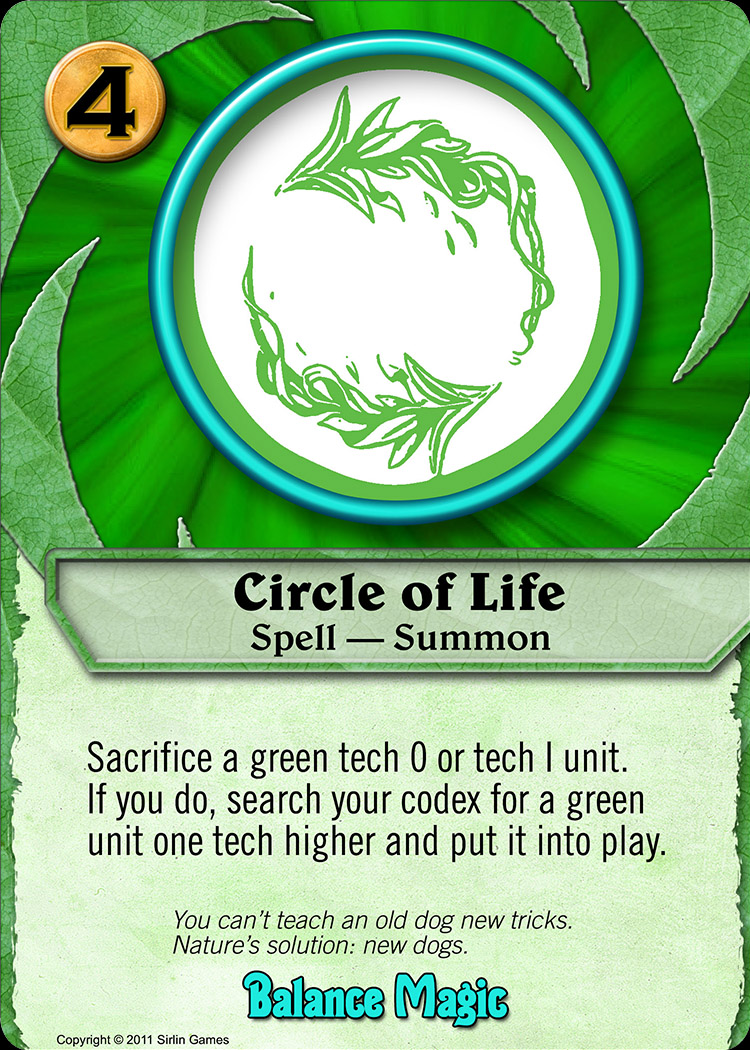 4
Circle of Life
Spell — Summon
Sacrifice a green tech 0 or tech I unit.
If you do, search your codex for a green
unit one tech higher and put it into play.
You can't teach an old dog new tricks.
Nature's solution: new dogs.
Balance Magic
Copyright © 2011 Sirlin Games